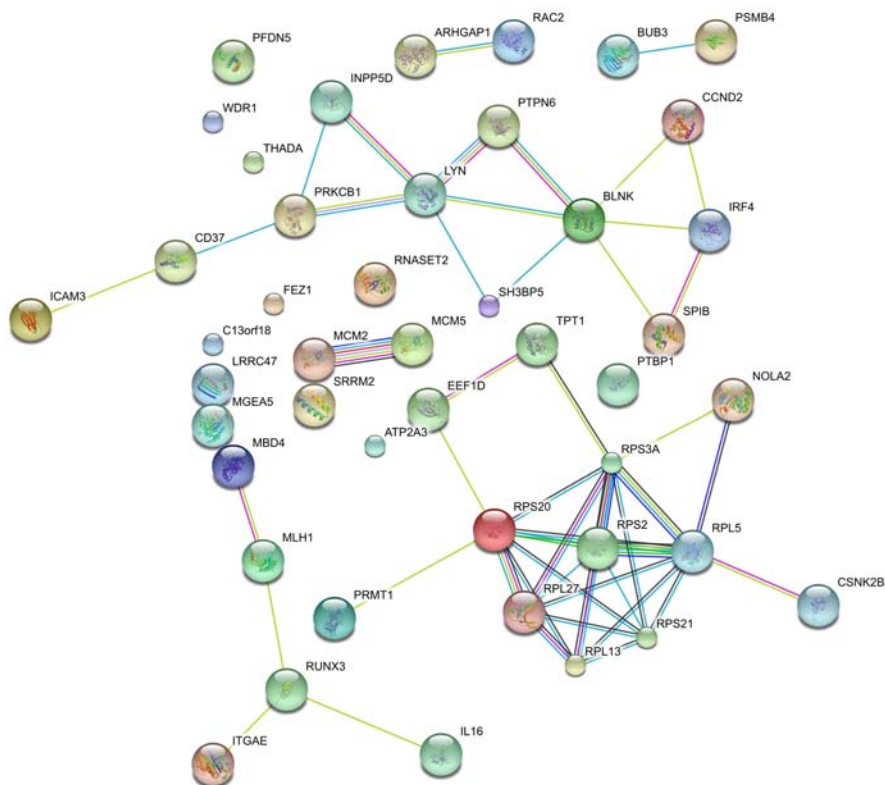 RAC2
ARHGAP1
PSMB4
BUB3
PFDN5
INPP5D
CCND2
PTPN6
WDR1
THADA
LYN
BLNK
PRKCB1
IRF4
CD37
RNASET2
FEZ1
SH3BP5
ICAM3
SPIB
MCM5
TPT1
C13orf18
MCM2
PTBP1
LRRC47
NOLA2
SRRM2
EEF1D
MGEA5
ATP2A3
MBD4
RPS3A
RPS20
RPS2
RPL5
MLH1
CSNK2B
RPL27
PRMT1
RPS21
RPL13
RUNX3
IL16
ITGAE